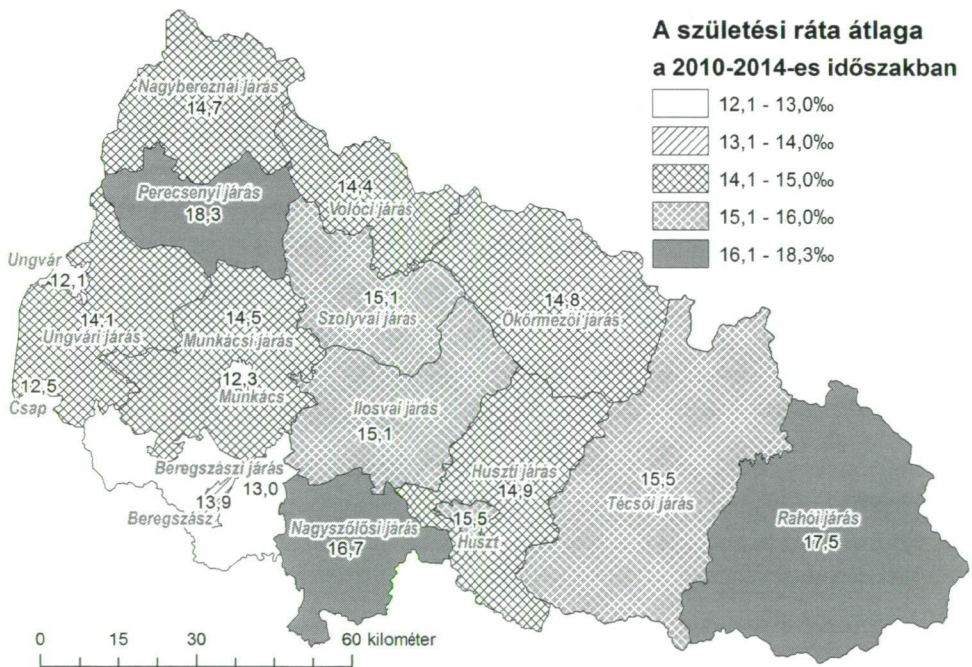 A születési ráta átlaga
a 2010-2014-es időszakban
12,1 - 13,0‰
13,1 - 14,0‰
14,1 - 15,0‰
15,1 - 16,0‰
16,1 - 18,3‰
Nagybereznai járás
14,7
Perecsenyi járás
18,3
14,4
Volóci járás
Ungvár
12,1
14,1
Ungvári járás
14,5
Munkácsi járás
15,1
Szolyvai járás
14,8
Ökörmezői járás
12,5
Csap
12,3
Munkács
Ilosvai járás
15,1
Beregszászi járás
13,0
13,9
Beregszász
Huszti járás
14,9
15,5
Técsői járás
15,5
Huszt
Nagyszőlősi járás
16,7
Rahói járás
17,5
0 15 30 60 kilométer